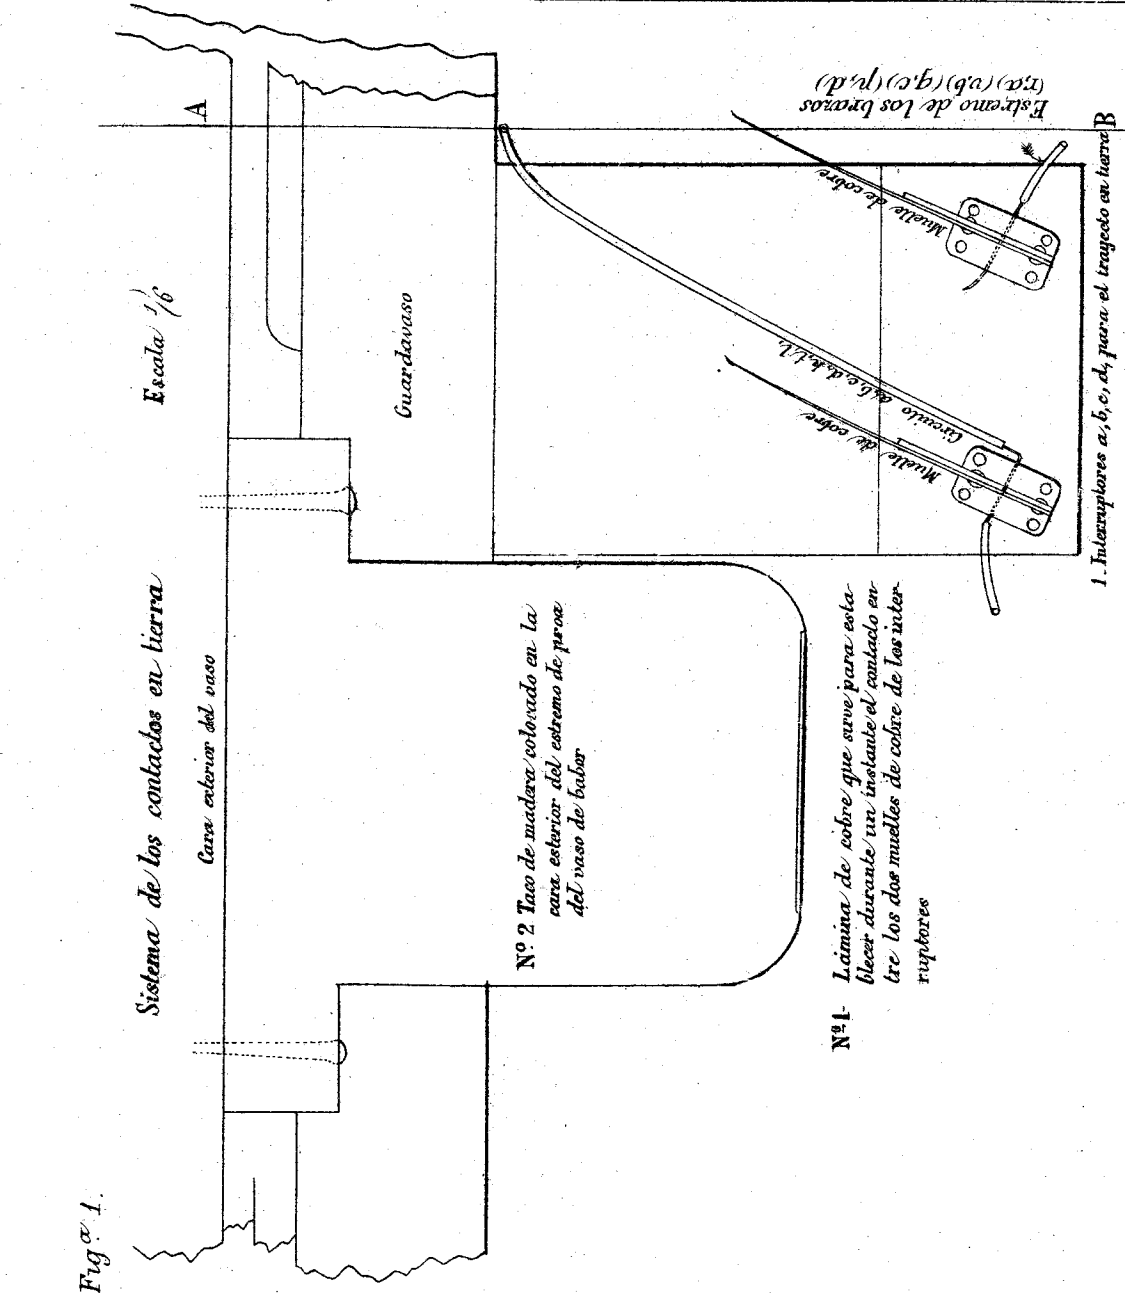 Figª 1.
Sistema de los contactos en tierra
Escala 1/6
A
Cara exterior del vaso
Guardavaso
Nº 2 Taco de madera colocado en la
cara esterior del estremo de proa
del vaso de babor
Nº 1- Lámina de cobre que sirve para esta-
blecer durante un instante el contacto en-
tre los dos muelles de cobre de los inter-
ruptores
Muelle de cobre
Circuito a,b,c,d,h,t,l.
Muelle de cobre
Estremo de los brazos
(r,a)(v,b)(q,c)(p,d)
1. Interruptores a, b, c, d, para el trayecto en tierra
B